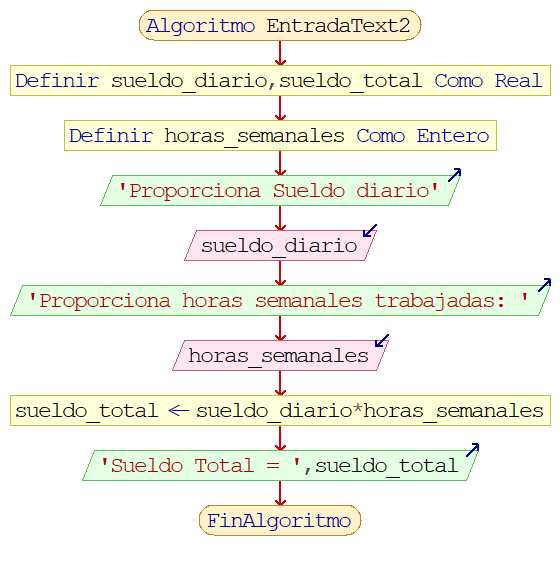 Algoritmo EntradaText2
Definir sueldo_diario,sueldo_total Como Real
Definir horas_semanales Como Entero
'Proporciona Sueldo diario'
sueldo_diario
'Proporciona horas semanales trabajadas: '
horas_semanales
sueldo_total ← sueldo_diario*horas_semanales
'Sueldo Total = ',sueldo_total
FinAlgoritmo